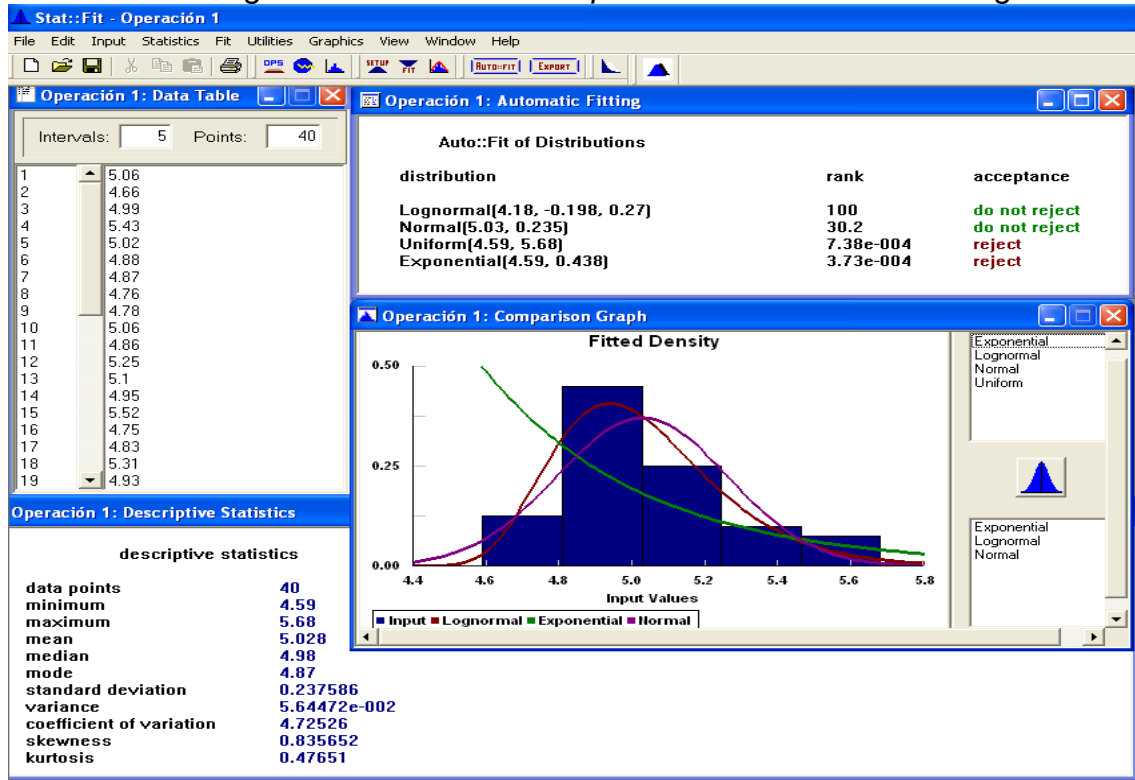 Stat::Fit - Operación 1
File Edit Input Statistics Fit Utilities Graphics View Window Help
OPS SETUP FIT AUTO::FIT EXPORT
Operación 1: Data Table
Intervals: 5 Points: 40
1 5.06
2 4.66
3 4.99
4 5.43
5 5.02
6 4.88
7 4.87
8 4.76
9 4.78
10 5.06
11 4.86
12 5.25
13 5.1
14 4.95
15 5.52
16 4.75
17 4.83
18 5.31
19 4.93
Operación 1: Automatic Fitting
Auto::Fit of Distributions
distribution rank acceptance
Lognormal(4.18, -0.198, 0.27) 100 do not reject
Normal(5.03, 0.235) 30.2 do not reject
Uniform(4.59, 5.68) 7.38e-004 reject
Exponential(4.59, 0.438) 3.73e-004 reject
Operación 1: Comparison Graph
Fitted Density
0.50
0.25
0.00
4.4 4.6 4.8 5.0 5.2 5.4 5.6 5.8
Input Values
Input Lognormal Exponential Normal
Exponential
Lognormal
Normal
Uniform
Exponential
Lognormal
Normal
Operación 1: Descriptive Statistics
descriptive statistics
data points 40
minimum 4.59
maximum 5.68
mean 5.028
median 4.98
mode 4.87
standard deviation 0.237586
variance 5.64472e-002
coefficient of variation 4.72526
skewness 0.835652
kurtosis 0.47651